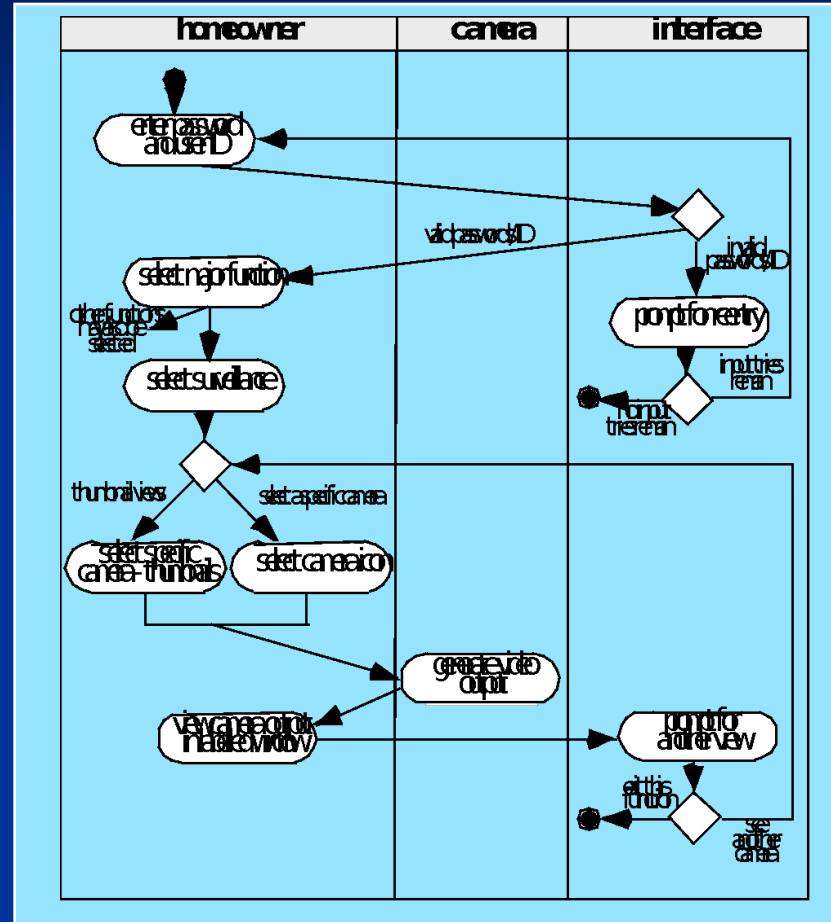 homeowner
camera
interface
enter password
and user ID
valid passwords/ID
invalid
passwords/ID
select major function
prompt for reentry
other functions
may also be
selected
input tries
remain
select surveillance
no input
tries remain
thumbnail views
select a specific camera
select specific
camera - thumbnails
select camera icon
generate video
output
view camera output
in labeled window
prompt for
another view
exit this
function
see
another
camera